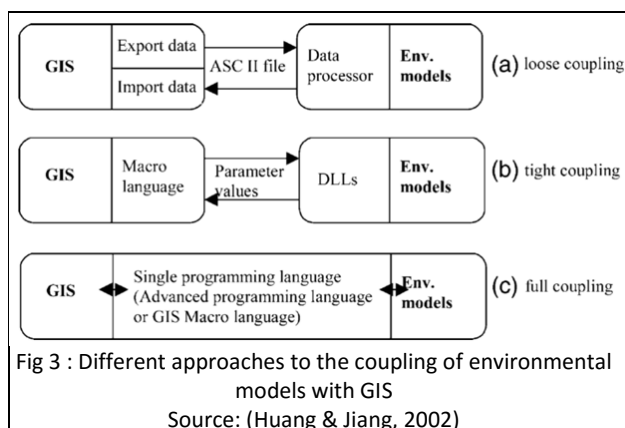 GIS
Export data
Import data
ASC II file
Data
processor
Env.
models
(a) loose coupling
GIS
Macro
language
Parameter
values
DLLs
Env.
models
(b) tight coupling
GIS
Single programming language
(Advanced programming language
or GIS Macro language)
Env.
models
(c) full coupling
Fig 3 : Different approaches to the coupling of environmental
models with GIS
Source: (Huang & Jiang, 2002)